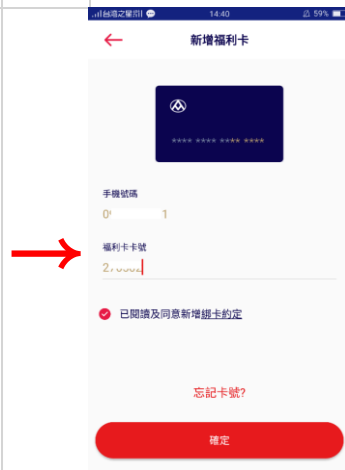 台灣之星 14:40 59%
新增福利卡
**** **** **** ****
手機號碼
福利卡卡號
已閱讀及同意新增綁卡約定
忘記卡號?
確定